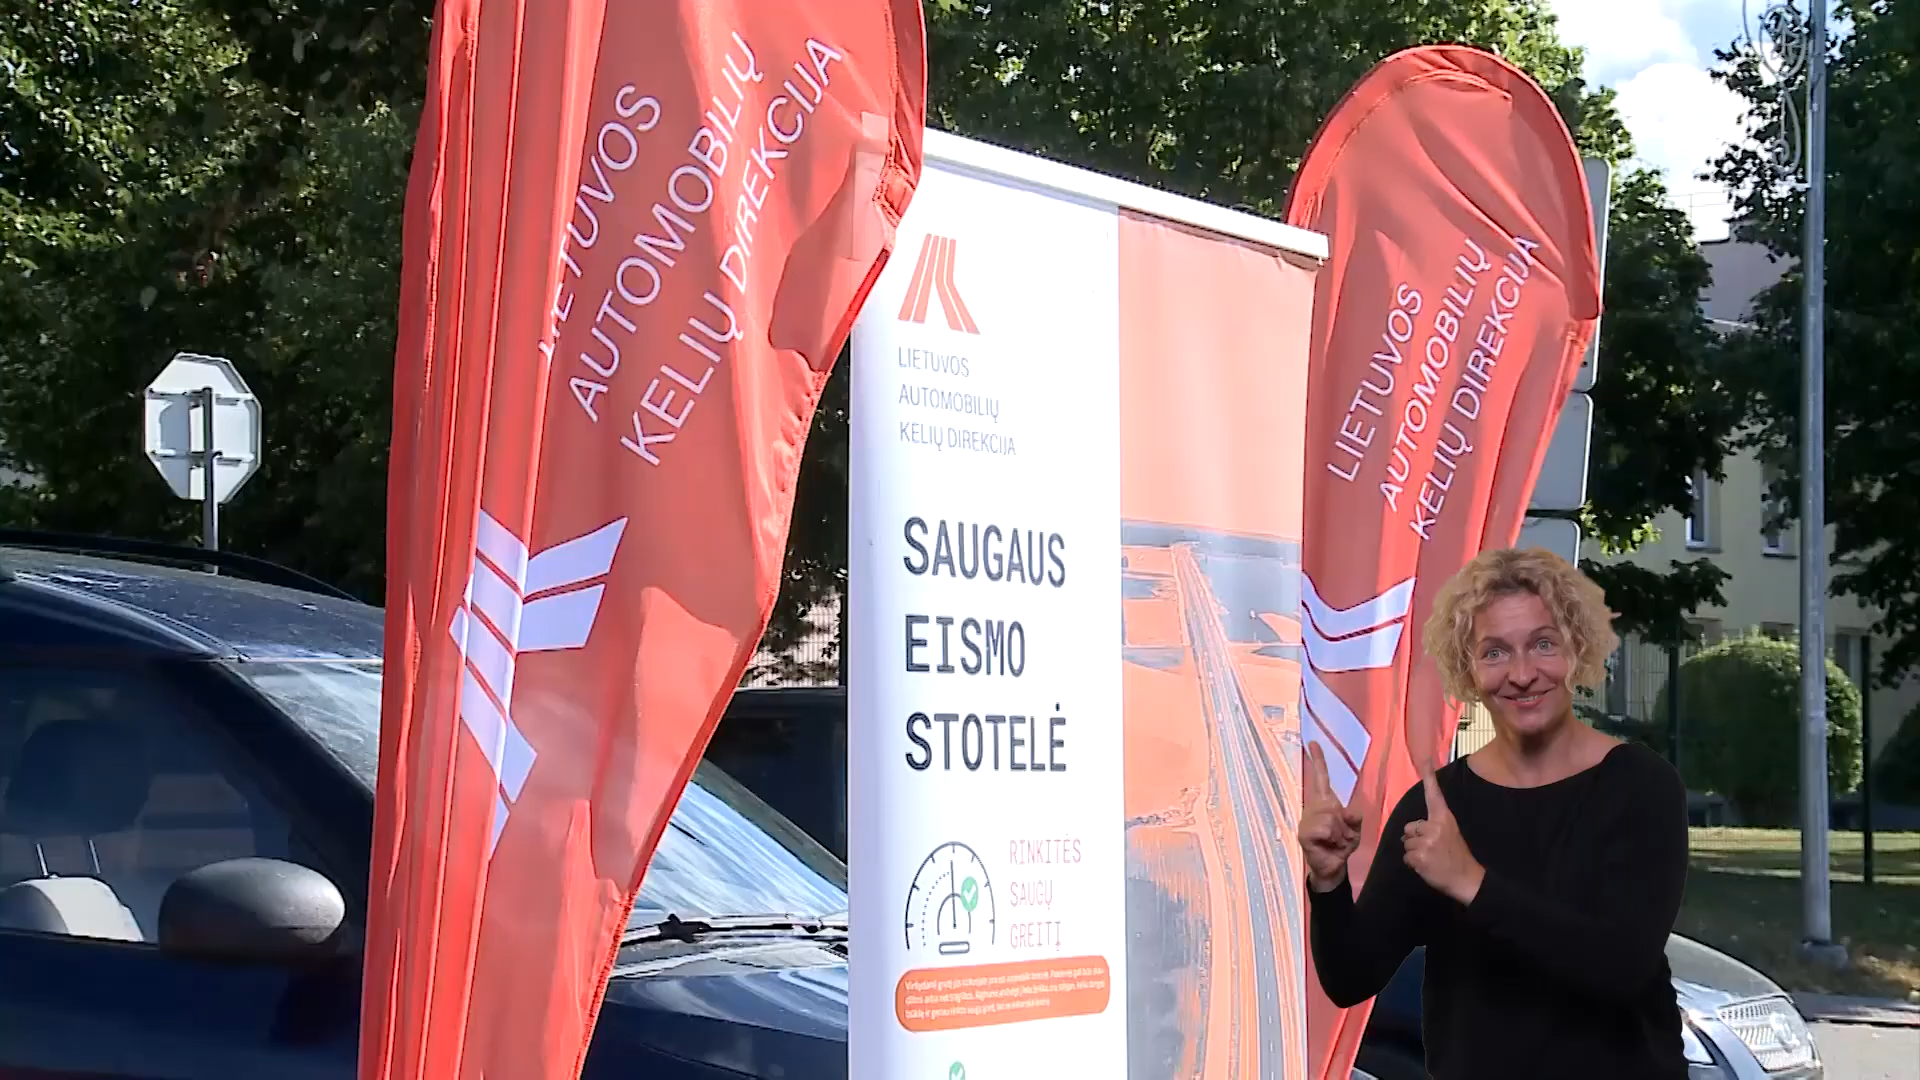 LIETUVOS
AUTOMOBILIŲ
KELIŲ DIREKCIJA
LIETUVOS
AUTOMOBILIŲ
KELIŲ DIREKCIJA
SAUGAUS
EISMO
STOTELĖ
RINKITĖS
SAUGŲ
GREITĮ
LIETUVOS
AUTOMOBILIŲ
KELIŲ DIREKCIJA